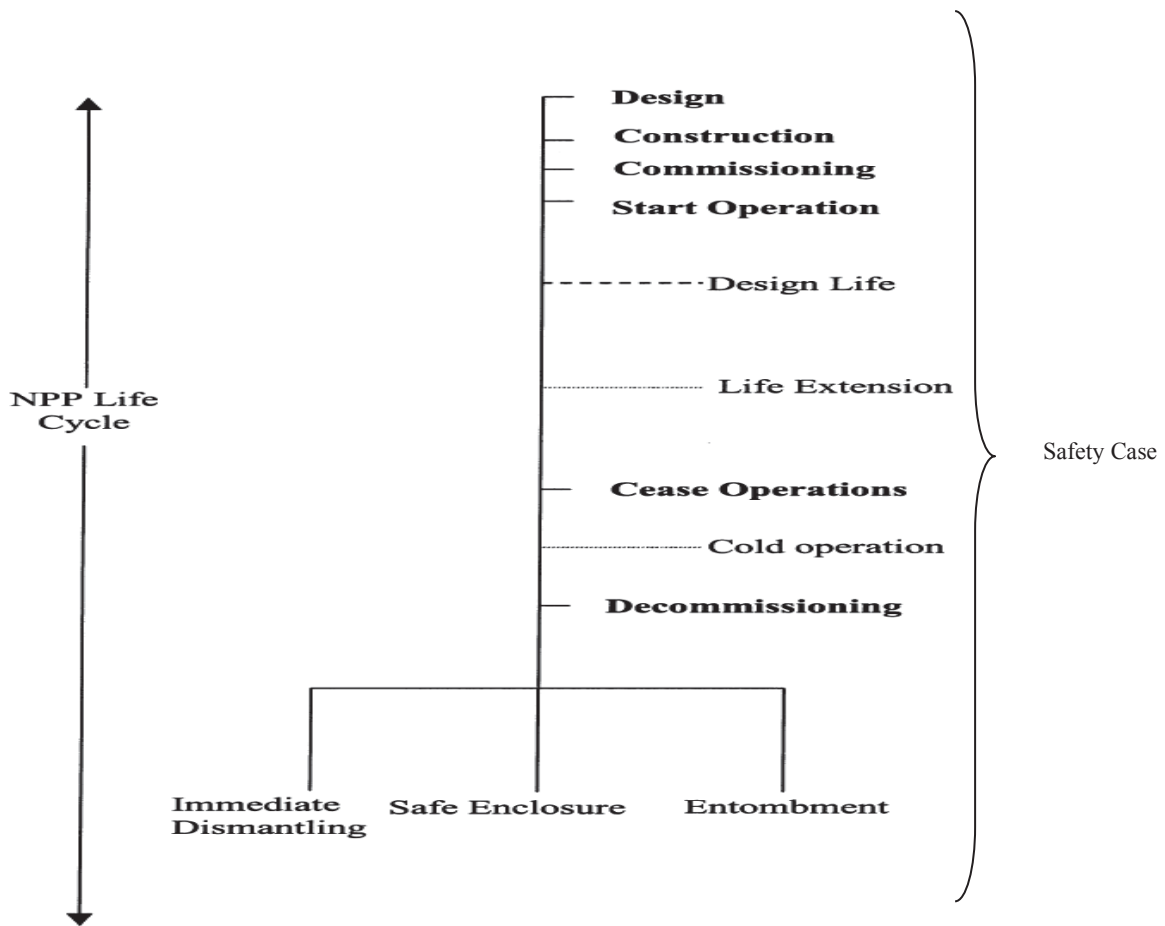 Design
Construction
Commissioning
Start Operation
Design Life
Life Extension
NPP Life
Cycle
Safety Case
Cease Operations
Cold operation
Decommissioning
Immediate
Dismantling
Safe Enclosure
Entombment